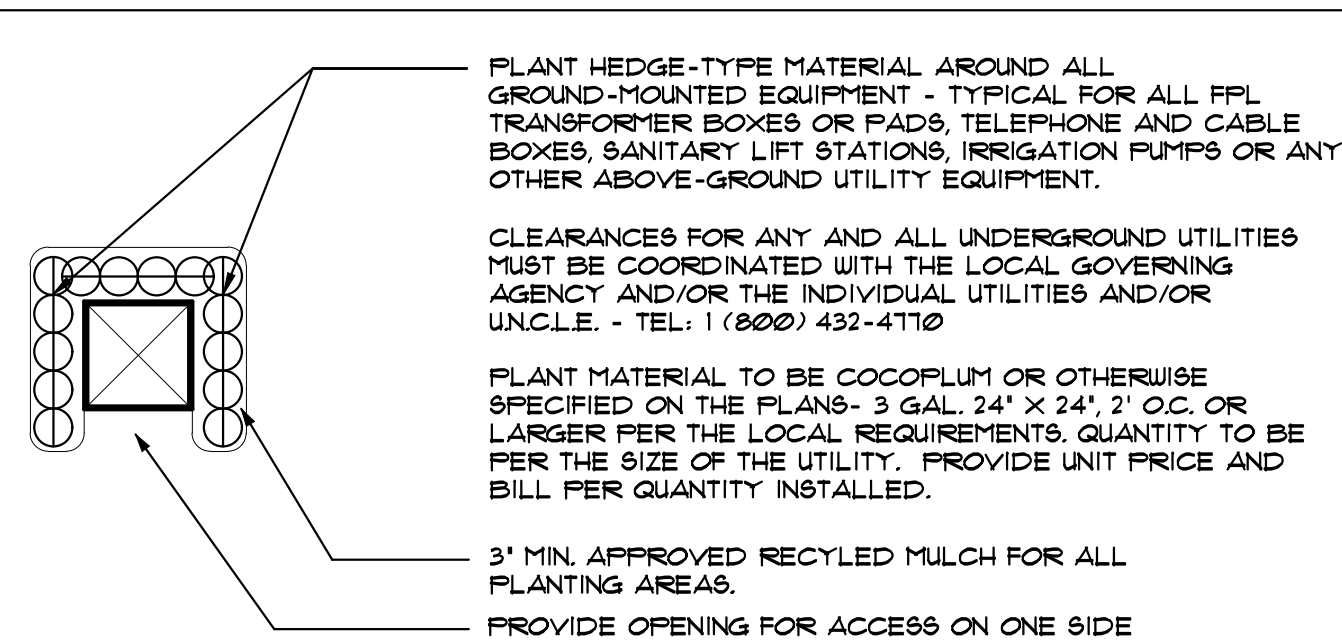 PLANT HEDGE-TYPE MATERIAL AROUND ALL
GROUND-MOUNTED EQUIPMENT - TYPICAL FOR ALL FPL
TRANSFORMER BOXES OR PADS, TELEPHONE AND CABLE
BOXES, SANITARY LIFT STATIONS, IRRIGATION PUMPS OR ANY
OTHER ABOVE-GROUND UTILITY EQUIPMENT.
CLEARANCES FOR ANY AND ALL UNDERGROUND UTILITIES
MUST BE COORDINATED WITH THE LOCAL GOVERNING
AGENCY AND/OR THE INDIVIDUAL UTILITIES AND/OR
U.N.C.L.E. - TEL: 1 (800) 432-4770
PLANT MATERIAL TO BE COCOPLUM OR OTHERWISE
SPECIFIED ON THE PLANS- 3 GAL. 24" X 24", 2' O.C. OR
LARGER PER THE LOCAL REQUIREMENTS. QUANTITY TO BE
PER THE SIZE OF THE UTILITY. PROVIDE UNIT PRICE AND
BILL PER QUANTITY INSTALLED.
3" MIN. APPROVED RECYLED MULCH FOR ALL
PLANTING AREAS.
PROVIDE OPENING FOR ACCESS ON ONE SIDE